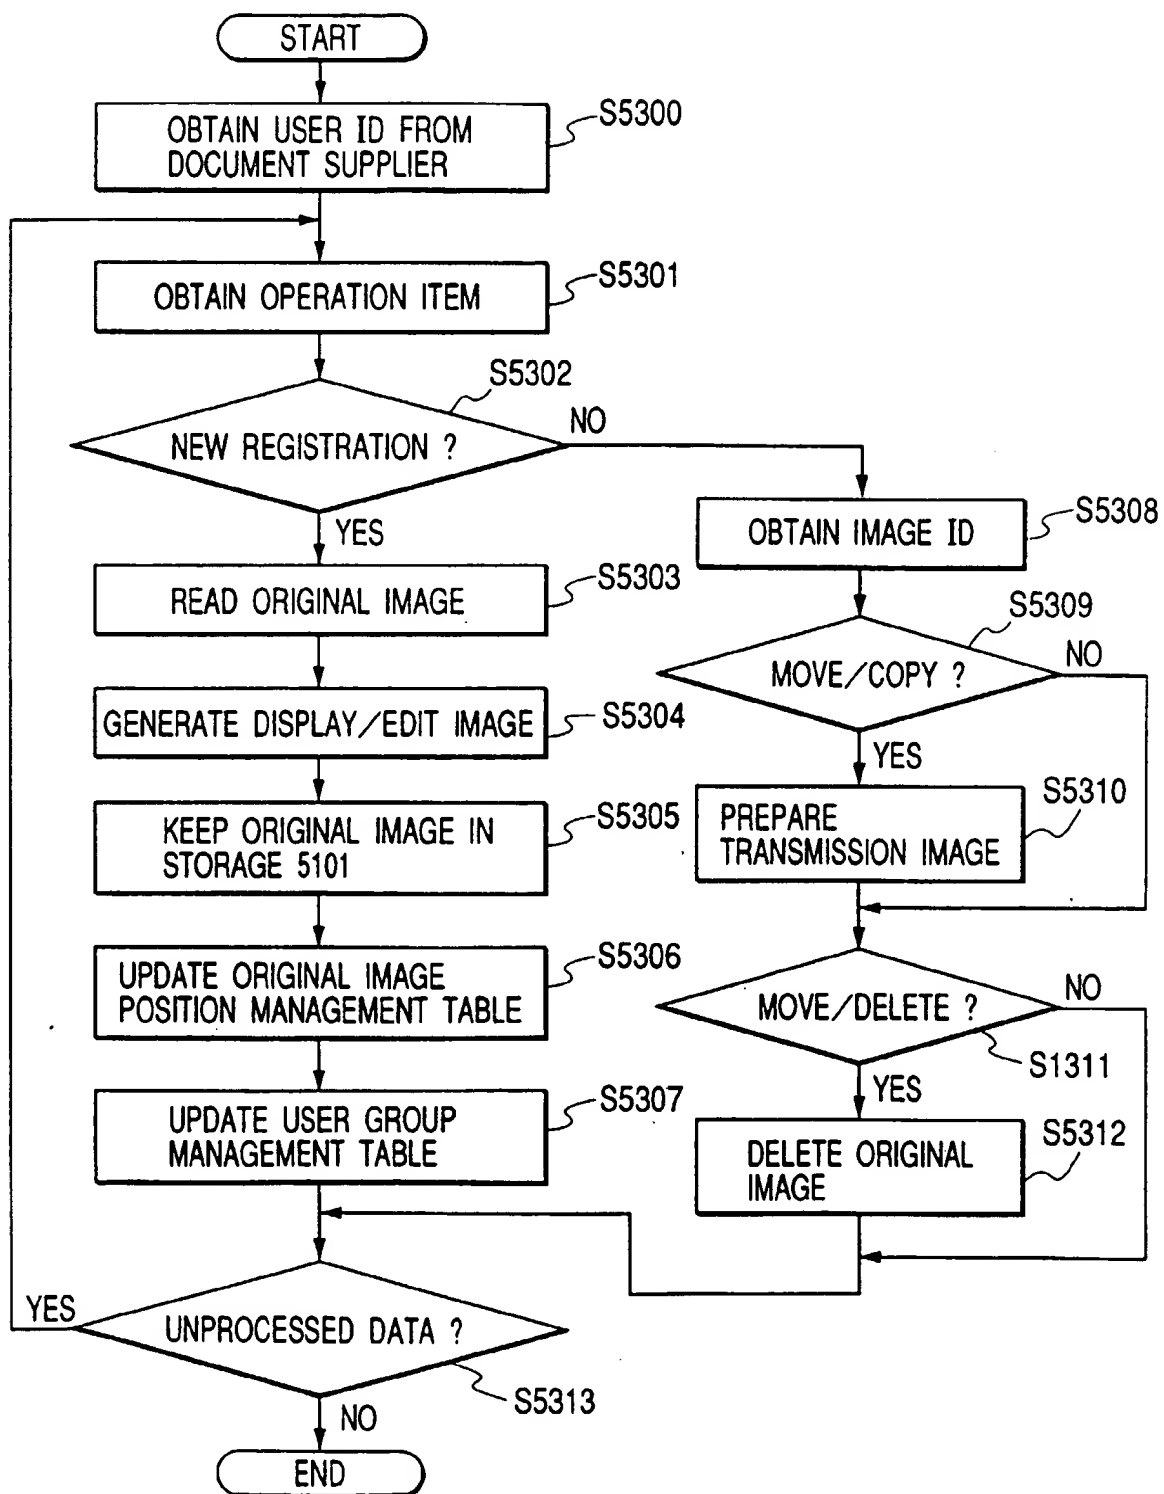 START
OBTAIN USER ID FROM
DOCUMENT SUPPLIER
S5300
OBTAIN OPERATION ITEM
S5301
NEW REGISTRATION ?
S5302
NO
YES
READ ORIGINAL IMAGE
S5303
GENERATE DISPLAY/EDIT IMAGE
S5304
KEEP ORIGINAL IMAGE IN
STORAGE 5101
S5305
UPDATE ORIGINAL IMAGE
POSITION MANAGEMENT TABLE
S5306
UPDATE USER GROUP
MANAGEMENT TABLE
S5307
OBTAIN IMAGE ID
S5308
MOVE/COPY ?
S5309
NO
YES
PREPARE
TRANSMISSION IMAGE
S5310
MOVE/DELETE ?
NO
S1311
YES
DELETE ORIGINAL
IMAGE
S5312
YES
UNPROCESSED DATA ?
S5313
NO
END